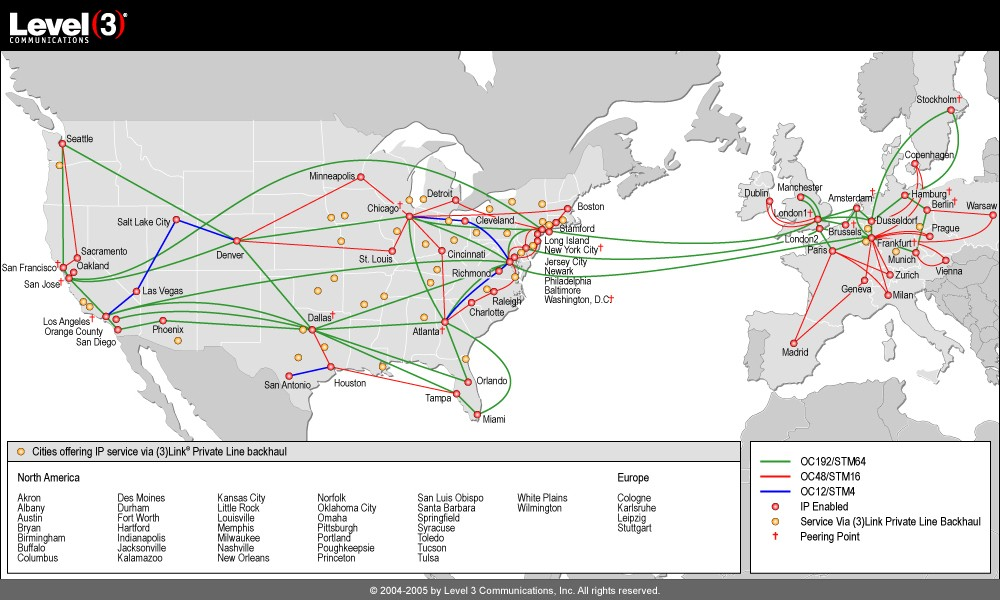 Level(3)®
COMMUNICATIONS
Stockholm†
Seattle
Copenhagen
Minneapolis
Detroit
Dublin
Manchester
Amsterdam†
Hamburg†
Berlin†
Warsaw
Chicago†
Boston
London1†
Salt Lake City
Cleveland
Stamford
Dusseldorf
Brussels
Prague
London2
Long Island
New York City†
Frankfurt†
Sacramento
Denver
St. Louis
Cincinnati
Paris
Munich
San Francisco†
Oakland
Jersey City
Newark
Philadelphia
Baltimore
Washington, D.C†
Richmond
Vienna
Zurich
San Jose†
Geneva
Milan
Las Vegas
Raleigh
Charlotte
Los Angeles†
Orange County
San Diego
Phoenix
Dallas†
Atlanta†
Madrid
San Antonio
Houston
Orlando
Tampa
Miami
Cities offering IP service via (3)Link® Private Line backhaul
North America
Akron
Albany
Austin
Bryan
Birmingham
Buffalo
Columbus
Des Moines
Durham
Fort Worth
Hartford
Indianapolis
Jacksonville
Kalamazoo
Kansas City
Little Rock
Louisville
Memphis
Milwaukee
Nashville
New Orleans
Norfolk
Oklahoma City
Omaha
Pittsburgh
Portland
Poughkeepsie
Princeton
San Luis Obispo
Santa Barbara
Springfield
Syracuse
Toledo
Tucson
Tulsa
White Plains
Wilmington
Europe
Cologne
Karlsruhe
Leipzig
Stuttgart
OC192/STM64
OC48/STM16
OC12/STM4
IP Enabled
Service Via (3)Link Private Line Backhaul
† Peering Point
© 2004-2005 by Level 3 Communications, Inc. All rights reserved.